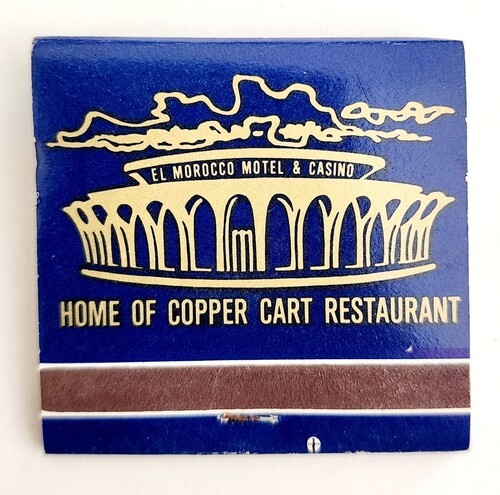 EL MOROCCO MOTEL & CASINO
HOME OF COPPER CART RESTAURANT